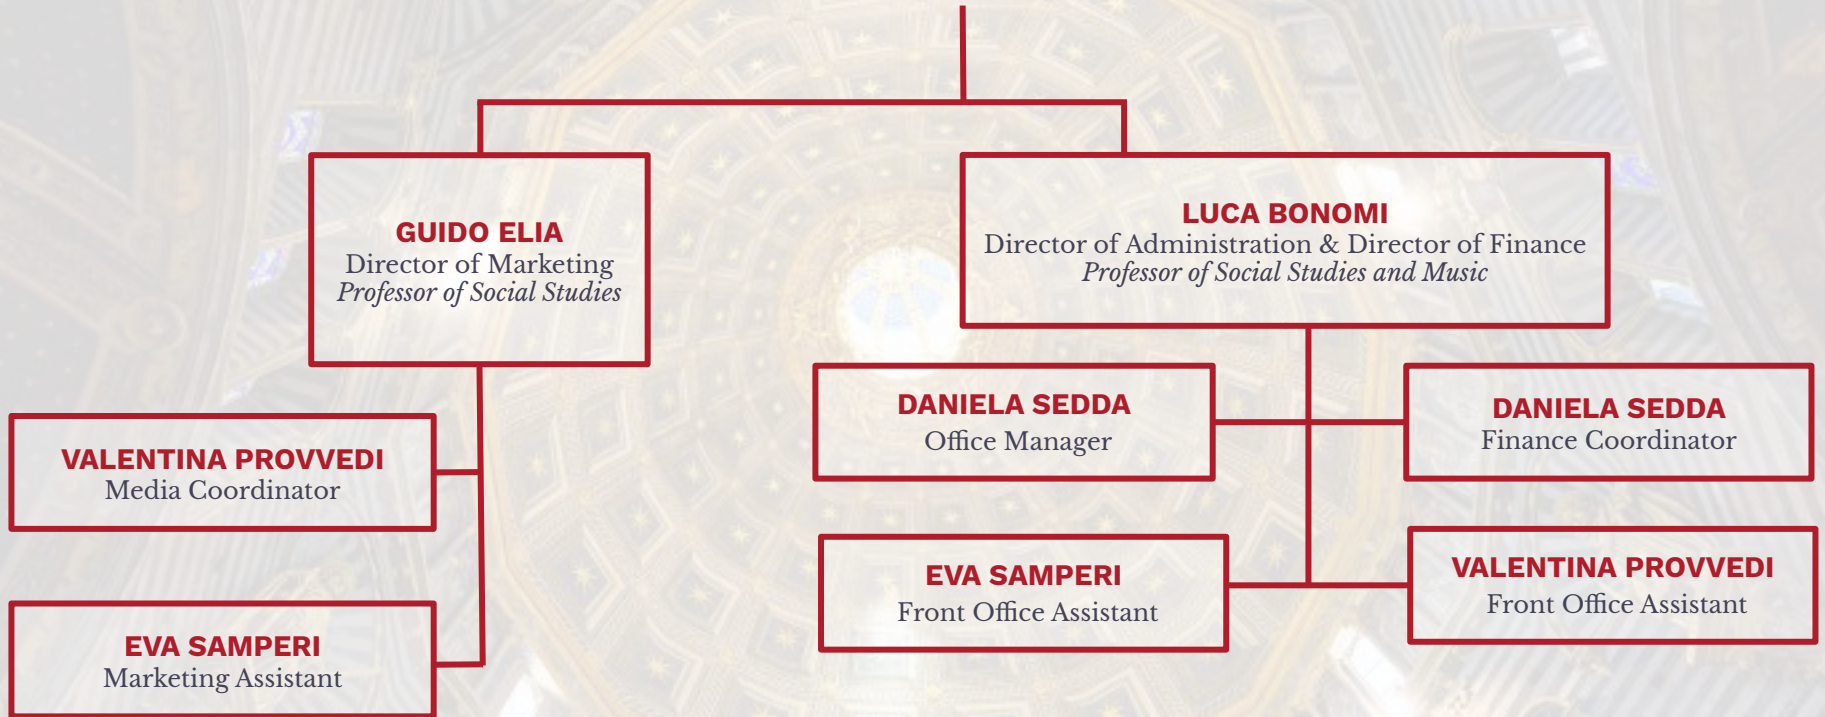 GUIDO ELIA
Director of Marketing
Professor of Social Studies
LUCA BONOMI
Director of Administration & Director of Finance
Professor of Social Studies and Music
VALENTINA PROVVEDI
Media Coordinator
EVA SAMPERI
Marketing Assistant
DANIELA SEDDA
Office Manager
DANIELA SEDDA
Finance Coordinator
EVA SAMPERI
Front Office Assistant
VALENTINA PROVVEDI
Front Office Assistant